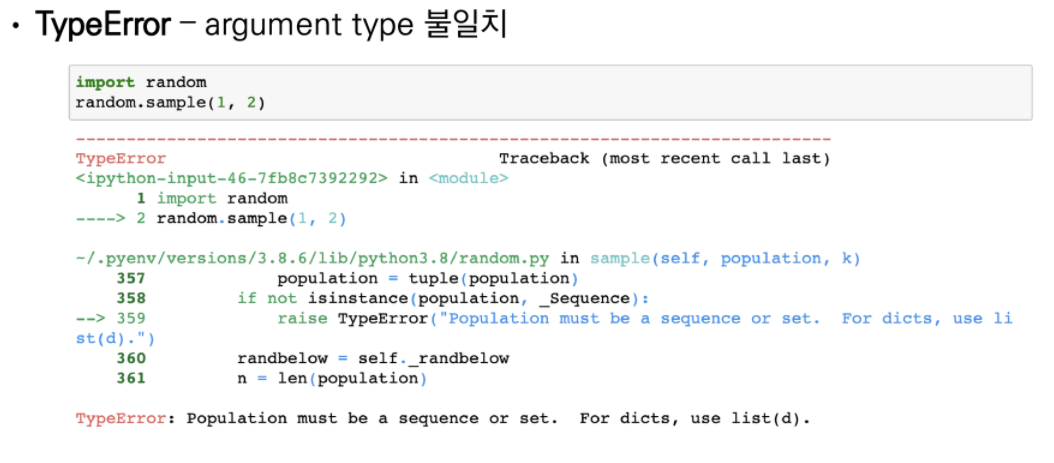 • TypeError – argument type 불일치
import random
random.sample(1, 2)
---------------------------------------------------------------------------
TypeError                                 Traceback (most recent call last)
<ipython-input-46-7fb8c7392292> in <module>
      1 import random
----> 2 random.sample(1, 2)
~/.pyenv/versions/3.8.6/lib/python3.8/random.py in sample(self, population, k)
    357             population = tuple(population)
    358         if not isinstance(population, _Sequence):
--> 359             raise TypeError("Population must be a sequence or set.  For dicts, use li
st(d).")
    360         randbelow = self._randbelow
    361         n = len(population)
TypeError: Population must be a sequence or set.  For dicts, use list(d).